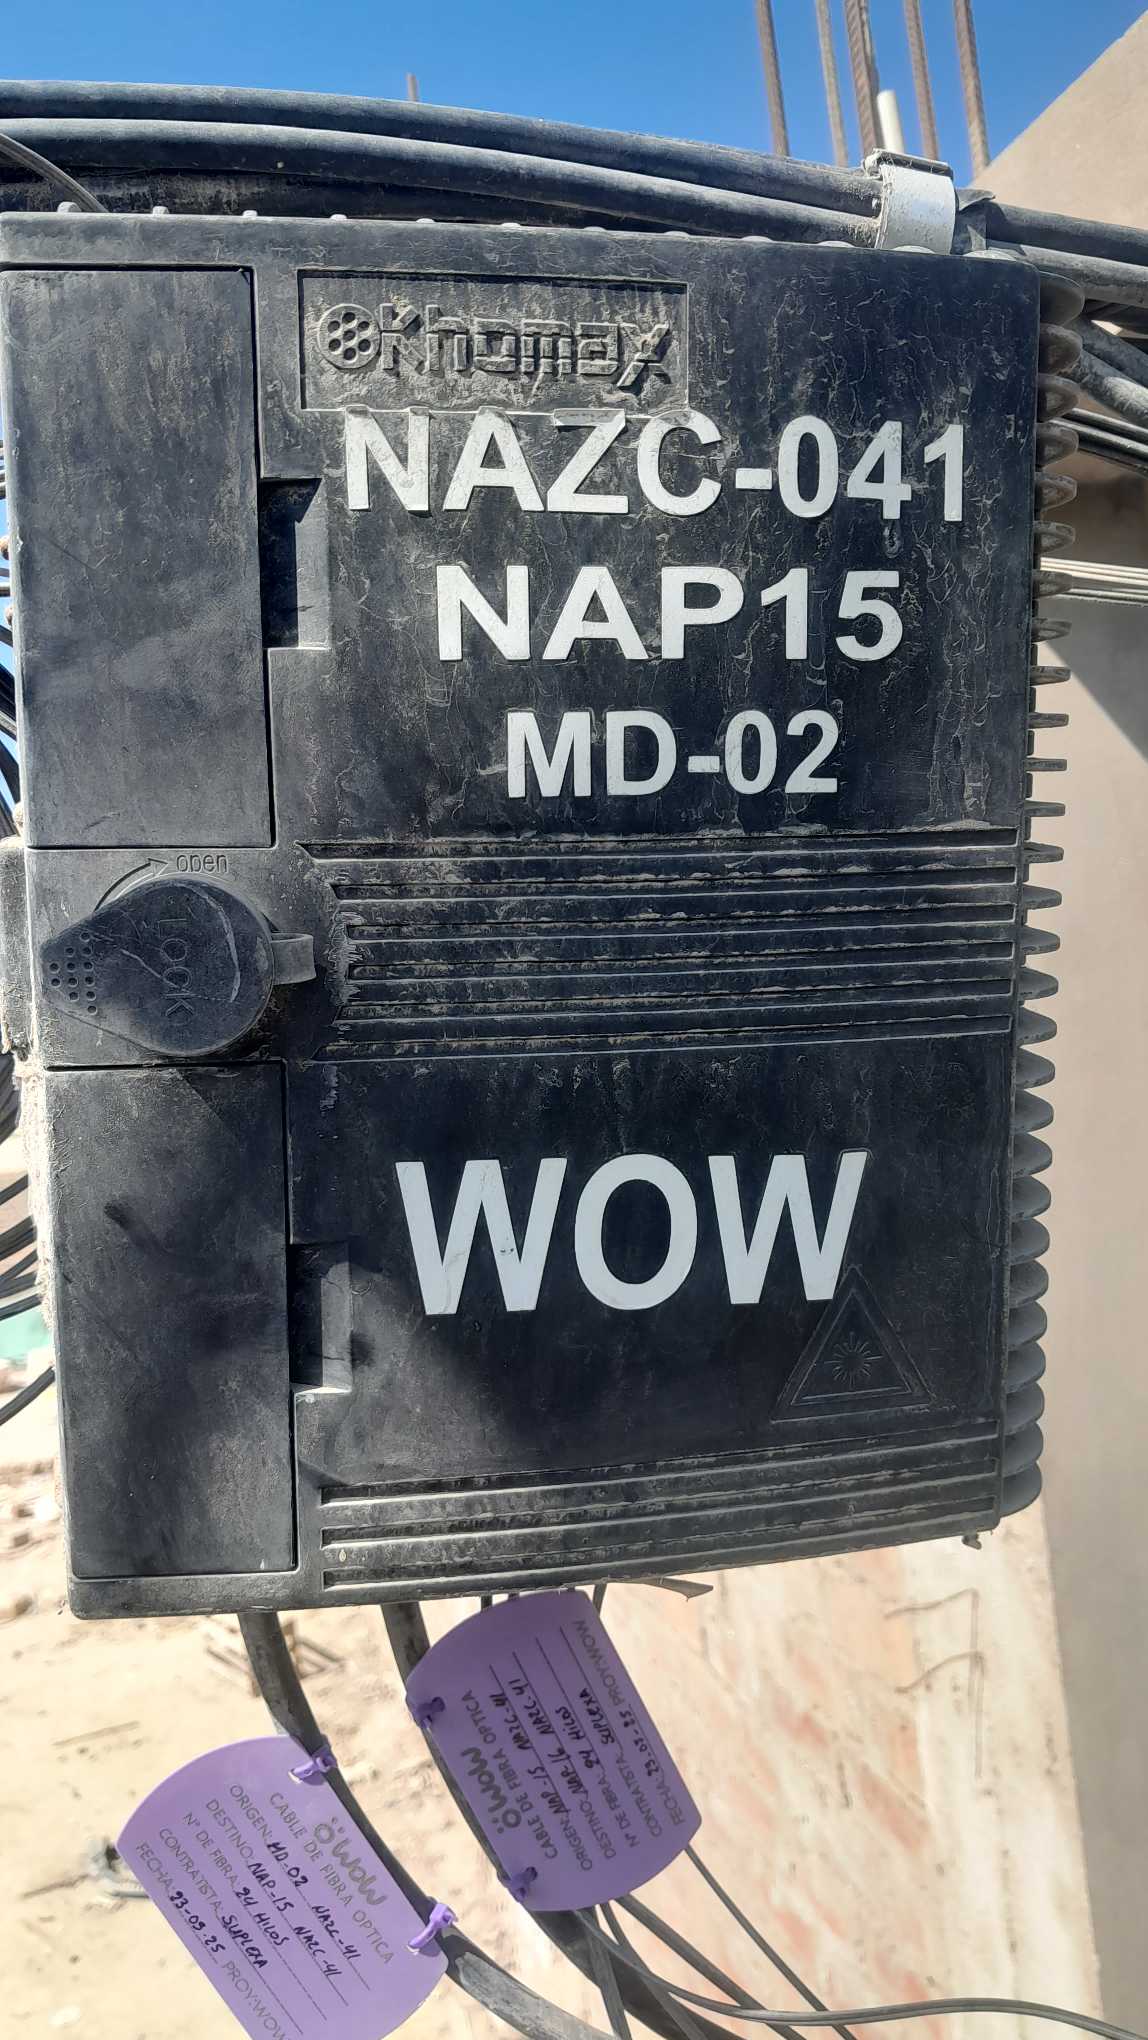 Khomax
NAZC-041
NAP15
MD-02
open
LOCK
WOW
WOW
CABLE DE FIBRA OPTICA
ORIGEN: NAP-15 NAZC-41
DESTINO: NAP-16 NAZC-41
N° DE FIBRA: 24 HILOS
CONTRATISTA: SUPLEXA
FECHA: 23-09-25 PROY:WOW
WOW
CABLE DE FIBRA OPTICA
ORIGEN: MD-02 NAZC-41
DESTINO: NAP-15 NAZC-41
N° DE FIBRA: 24 HILOS
CONTRATISTA: SUPLEXA
FECHA: 23-09-25 PROY:WOW